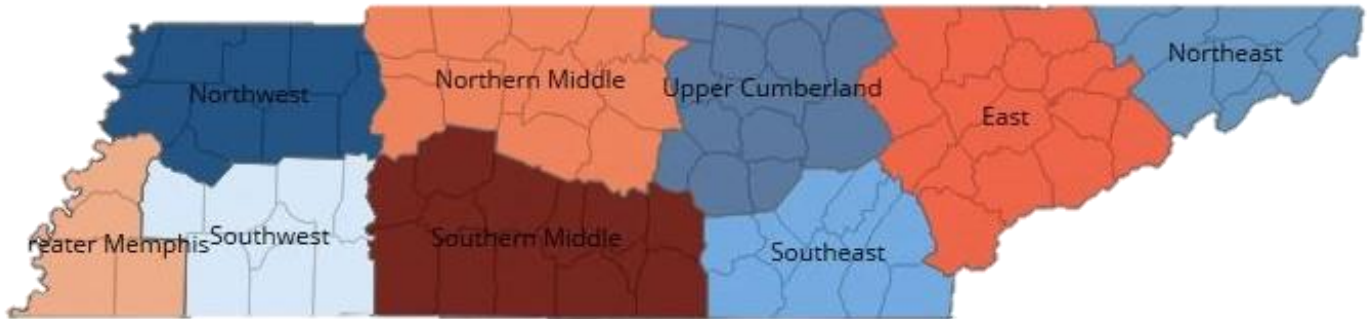 Northwest
Northern Middle
Upper Cumberland
East
Northeast
reater Memphis
Southwest
Southern Middle
Southeast